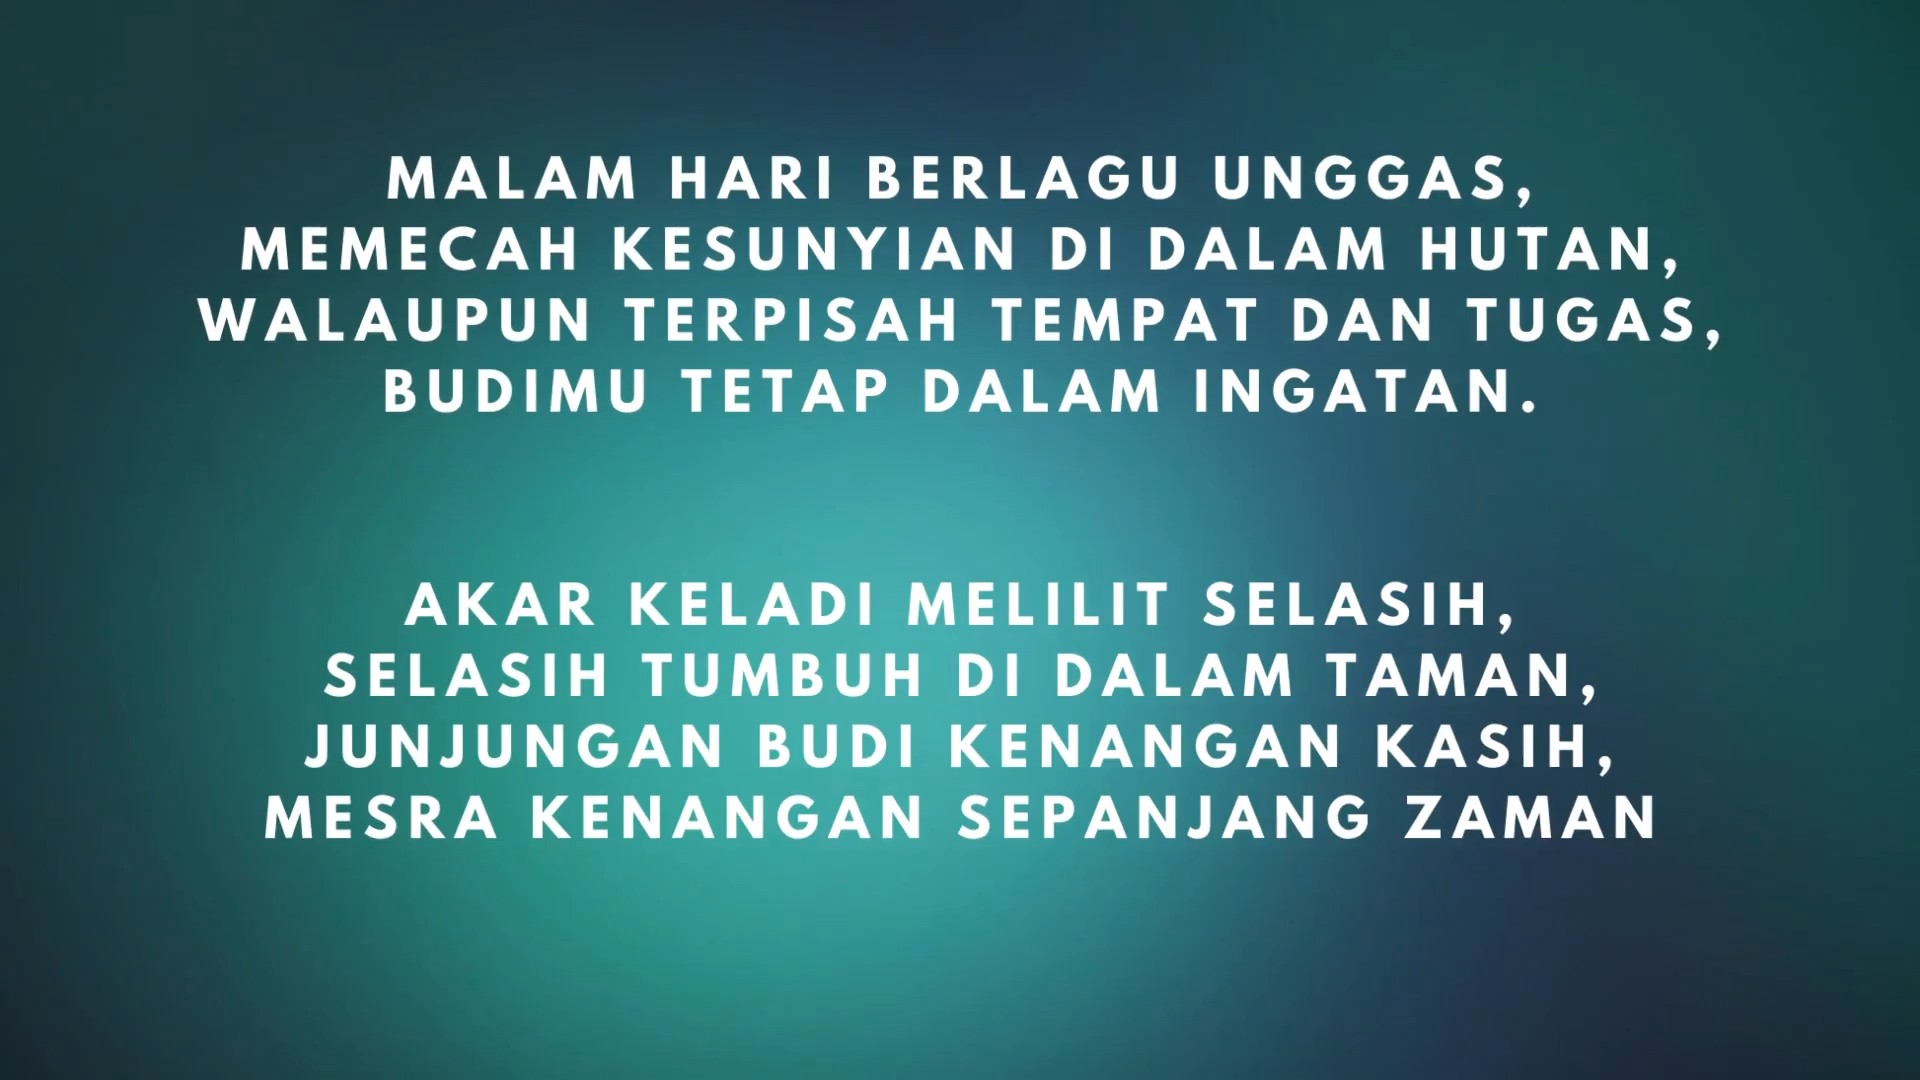 MALAM HARI BERLAGU UNGGAS,
MEMECAH KESUNYIAN DI DALAM HUTAN,
WALAUPUN TERPISAH TEMPAT DAN TUGAS,
BUDIMU TETAP DALAM INGATAN.
AKAR KELADI MELILIT SELASIH,
SELASIH TUMBUH DI DALAM TAMAN,
JUNJUNGAN BUDI KENANGAN KASIH,
MESRA KENANGAN SEPANJANG ZAMAN